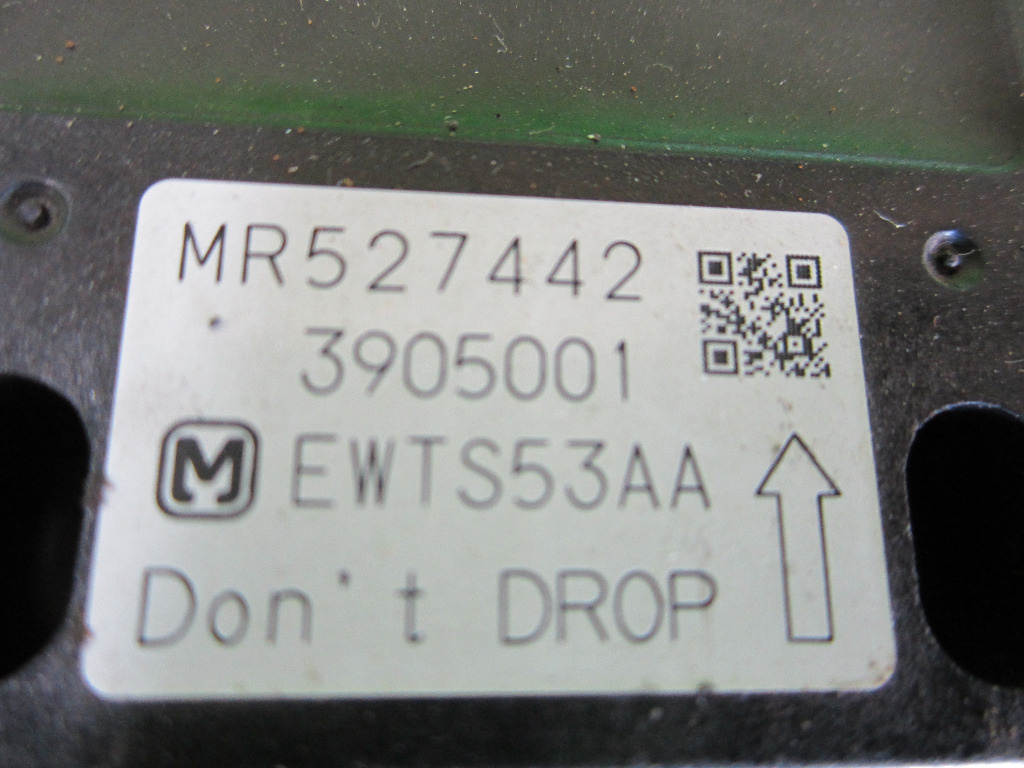 MR527442
3905001
M EWTS53AA
Don't DROP